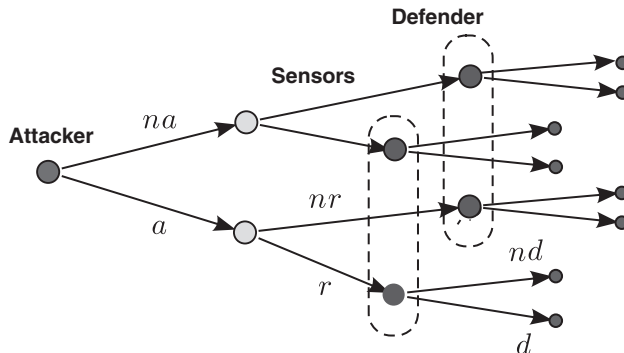 Defender
Sensors
Attacker
na
a
nr
r
nd
d